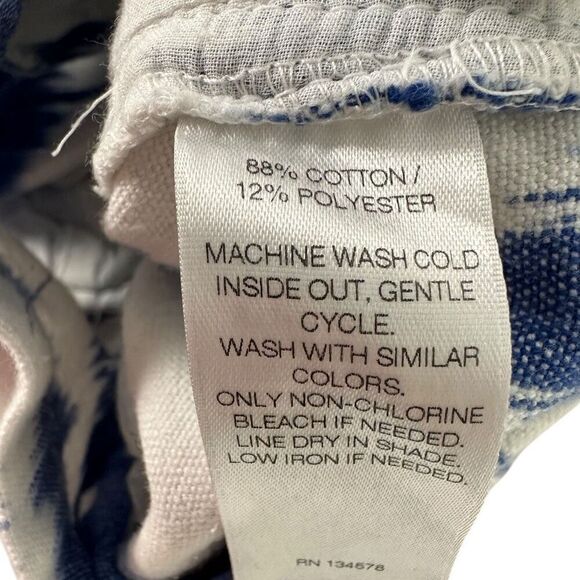 88% COTTON /
12% POLYESTER
MACHINE WASH COLD
INSIDE OUT, GENTLE
CYCLE.
WASH WITH SIMILAR
COLORS.
ONLY NON-CHLORINE
BLEACH IF NEEDED.
LINE DRY IN SHADE.
LOW IRON IF NEEDED.
RN 134578